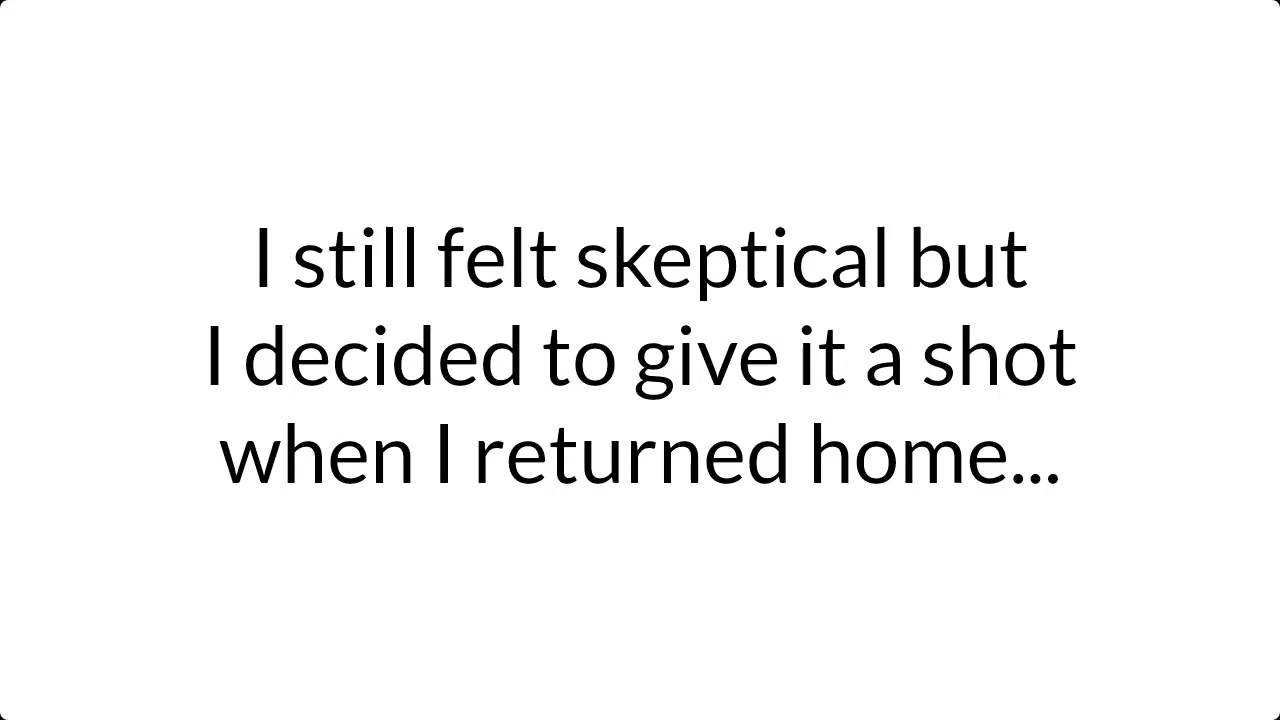 I still felt skeptical but
I decided to give it a shot
when I returned home...